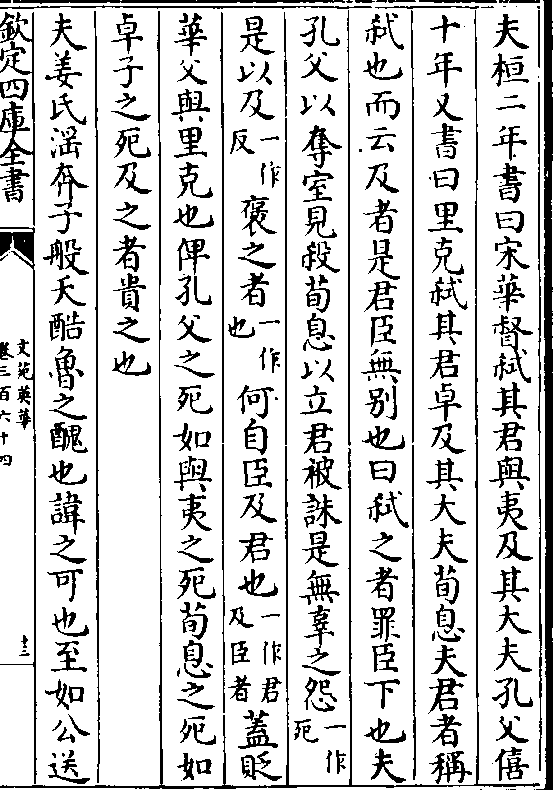 夫桓二年書曰宋華督弒其君與夷及其大夫孔父僖
十年又書曰里克弒其君卓及其大夫荀息夫君者稱
弒也而云及者是君臣無别也曰弒之者罪臣下也夫
孔父以奪室見殺荀息以立君被誅是無辜之怨一作死
是以及一作反褒之者一作也何自臣及君也一作君及臣者蓋貶
華父與里克也俾孔父之死如與夷之死荀息之死如
卓子之死及之者貴之也
夫姜氏淫奔子般夭酷魯之醜也諱之可也至如公送
欽定四庫全書
文苑英華
卷三百六十四
十三